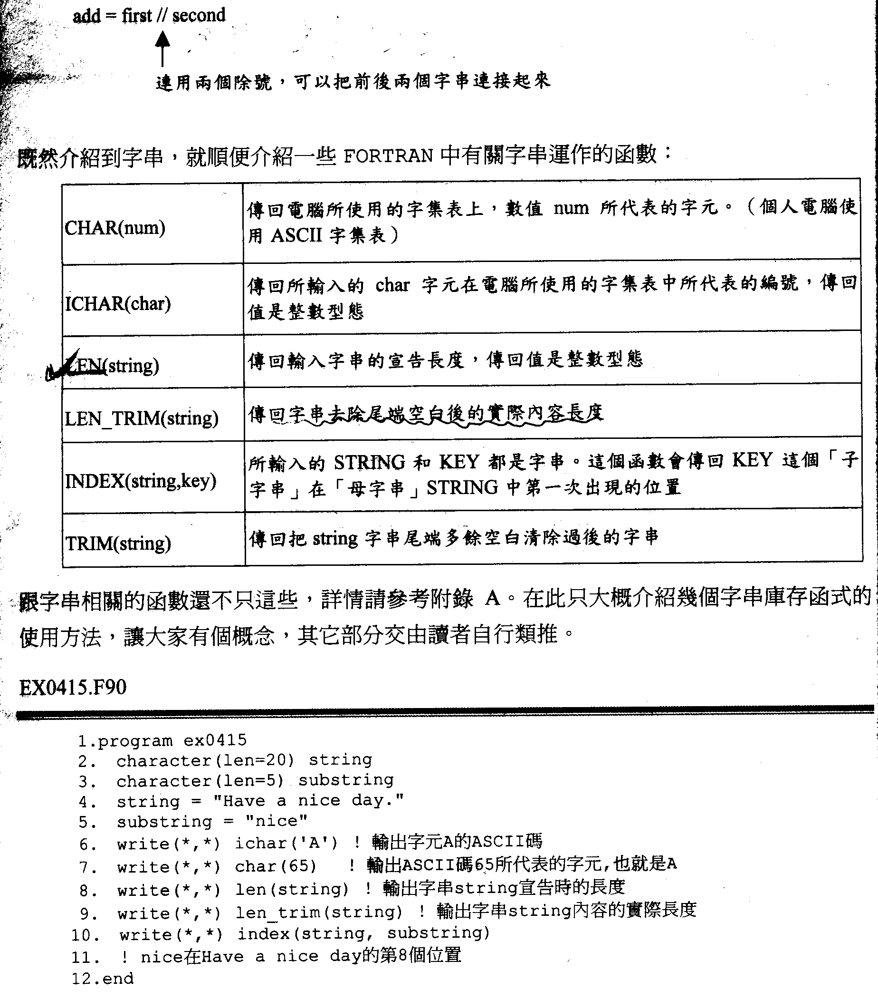 add = first // second
連用兩個除號，可以把前後兩個字串連接起來
既然介紹到字串，就順便介紹一些 FORTRAN 中有關字串運作的函數：
CHAR(num)
傳回電腦所使用的字集表上，數值 num 所代表的字元。（個人電腦使
用 ASCII 字集表）
ICHAR(char)
傳回所輸入的 char 字元在電腦所使用的字集表中所代表的編號，傳回
值是整數型態
LEN(string)
傳回輸入字串的宣告長度，傳回值是整數型態
LEN_TRIM(string)
傳回字串去除尾端空白後的實際內容長度
INDEX(string,key)
所輸入的 STRING 和 KEY 都是字串。這個函數會傳回 KEY 這個「子
字串」在「母字串」STRING 中第一次出現的位置
TRIM(string)
傳回把 string 字串尾端多餘空白清除過後的字串
跟字串相關的函數還不只這些，詳情請參考附錄 A。在此只大概介紹幾個字串庫存函式的
使用方法，讓大家有個概念，其它部分交由讀者自行類推。
EX0415.F90
1.program ex0415
2. character(len=20) string
3. character(len=5) substring
4. string = "Have a nice day."
5. substring = "nice"
6. write(*,*) ichar('A') ! 輸出字元A的ASCII碼
7. write(*,*) char(65) ! 輸出ASCII碼65所代表的字元,也就是A
8. write(*,*) len(string) ! 輸出字串string宣告時的長度
9. write(*,*) len_trim(string) ! 輸出字串string內容的實際長度
10. write(*,*) index(string, substring)
11. ! nice在Have a nice day的第8個位置
12.end